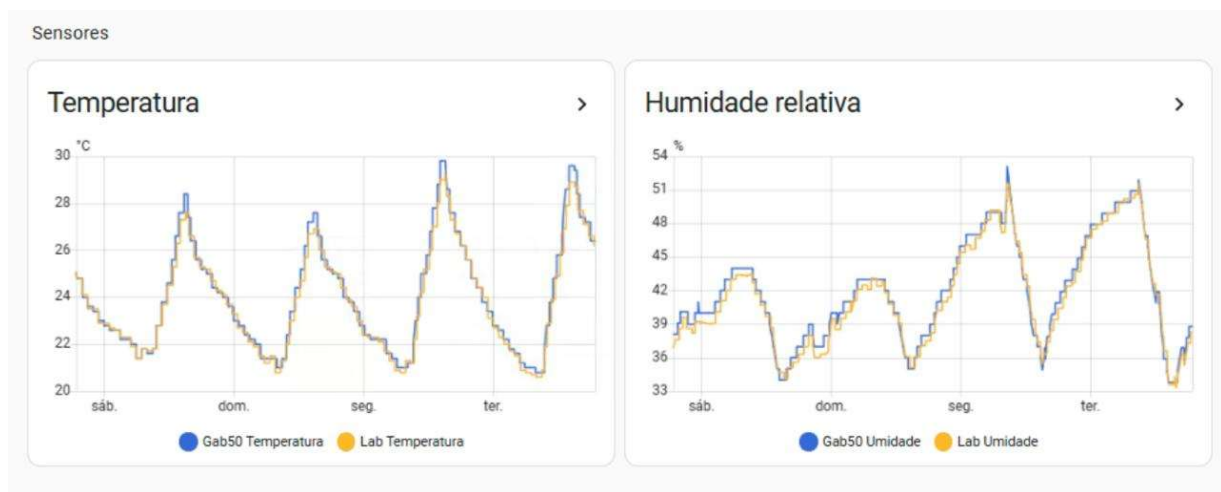 Sensores
Temperatura
°C
30
28
26
24
22
20
sáb.
dom.
seg.
ter.
Gab50 Temperatura
Lab Temperatura
Humidade relativa
%
54
51
48
45
42
39
36
33
sáb.
dom.
seg.
ter.
Gab50 Umidade
Lab Umidade